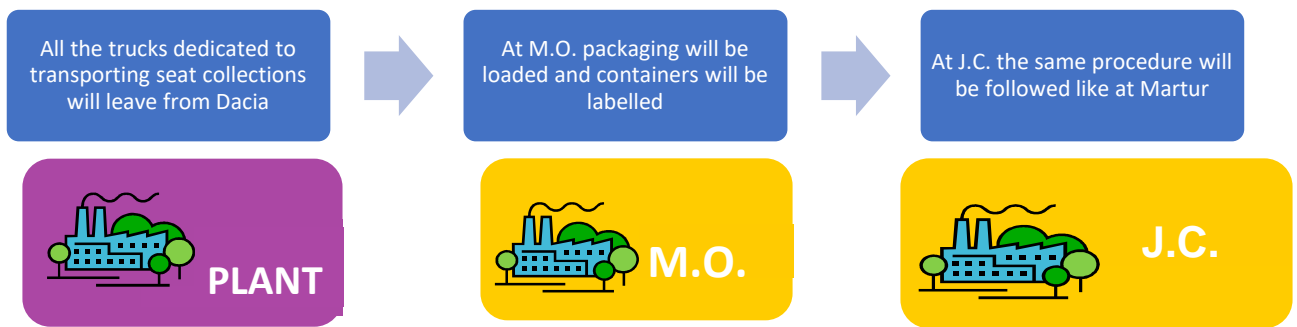 All the trucks dedicated to
transporting seat collections
will leave from Dacia
At M.O. packaging will be
loaded and containers will be
labelled
At J.C. the same procedure will
be followed like at Martur
PLANT
M.O.
J.C.